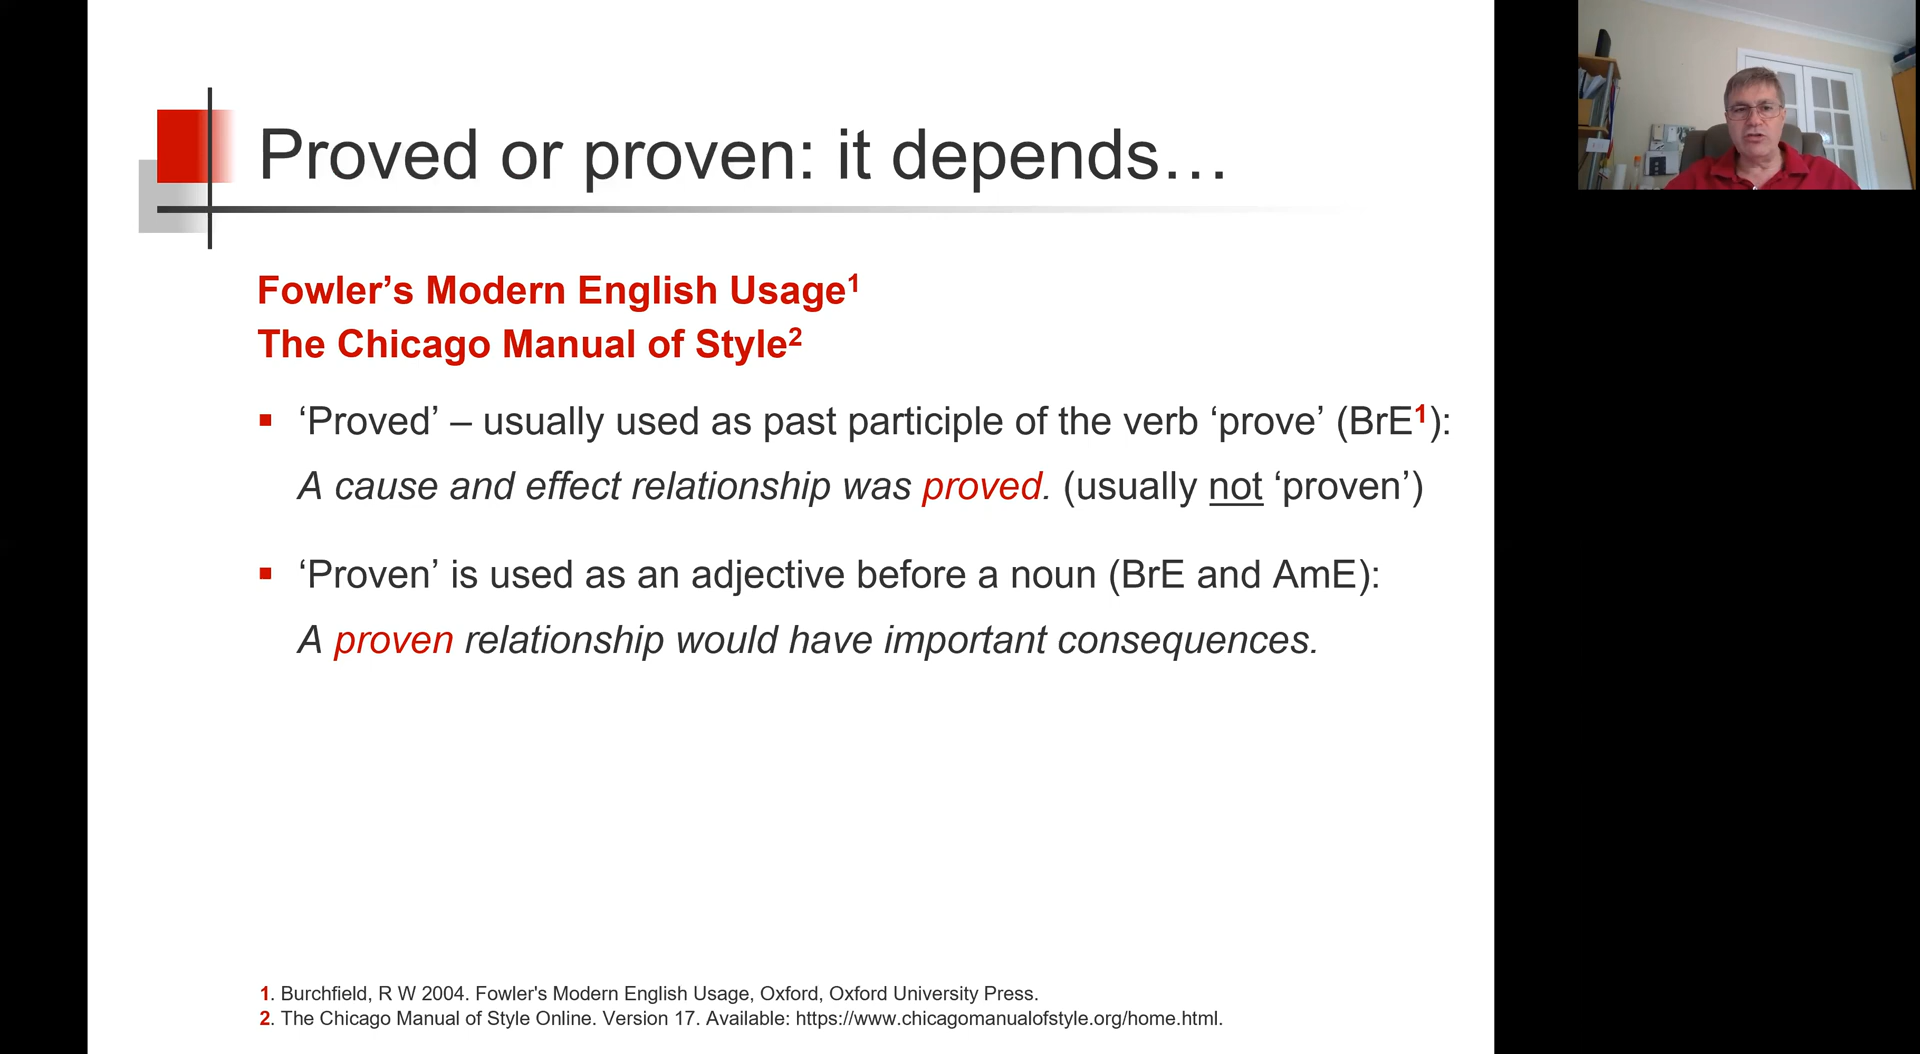 Proved or proven: it depends…
Fowler’s Modern English Usage¹
The Chicago Manual of Style²
▪ ‘Proved’ – usually used as past participle of the verb ‘prove’ (BrE¹):
A cause and effect relationship was proved. (usually not ‘proven’)
▪ ‘Proven’ is used as an adjective before a noun (BrE and AmE):
A proven relationship would have important consequences.
1. Burchfield, R W 2004. Fowler's Modern English Usage, Oxford, Oxford University Press.
2. The Chicago Manual of Style Online. Version 17. Available: https://www.chicagomanualofstyle.org/home.html.